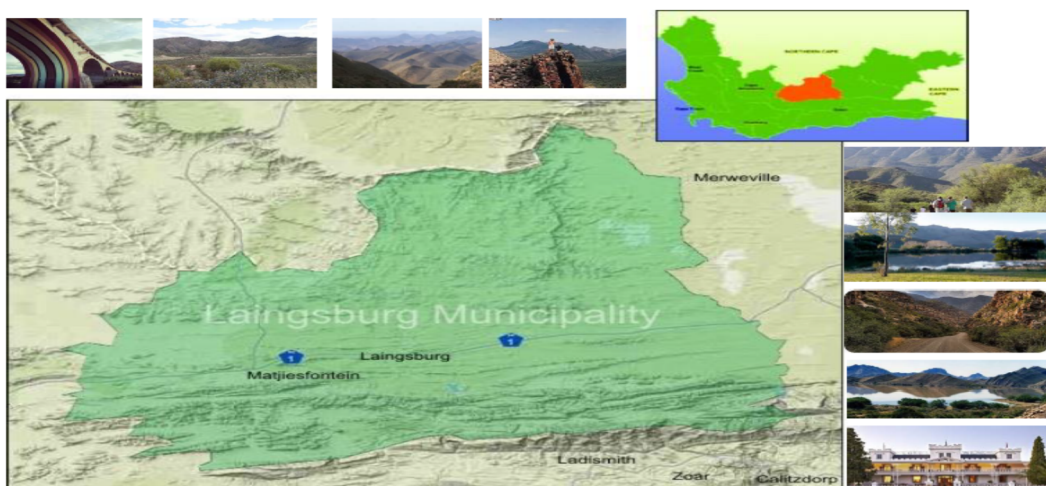 NORTHERN CAPE
EASTERN
CAPE
Merweville
Laingsburg Municipality
1
1
Laingsburg
Matjiesfontein
Ladismith
Zoar
Calitzdorp